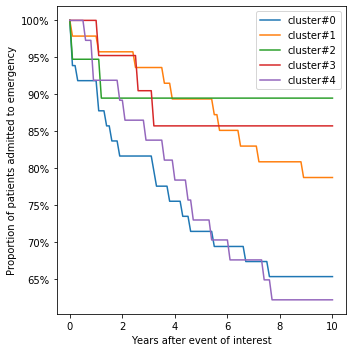 100%
95%
90%
85%
80%
75%
70%
65%
Proportion of patients admitted to emergency
cluster#0
cluster#1
cluster#2
cluster#3
cluster#4
0 2 4 6 8 10
Years after event of interest